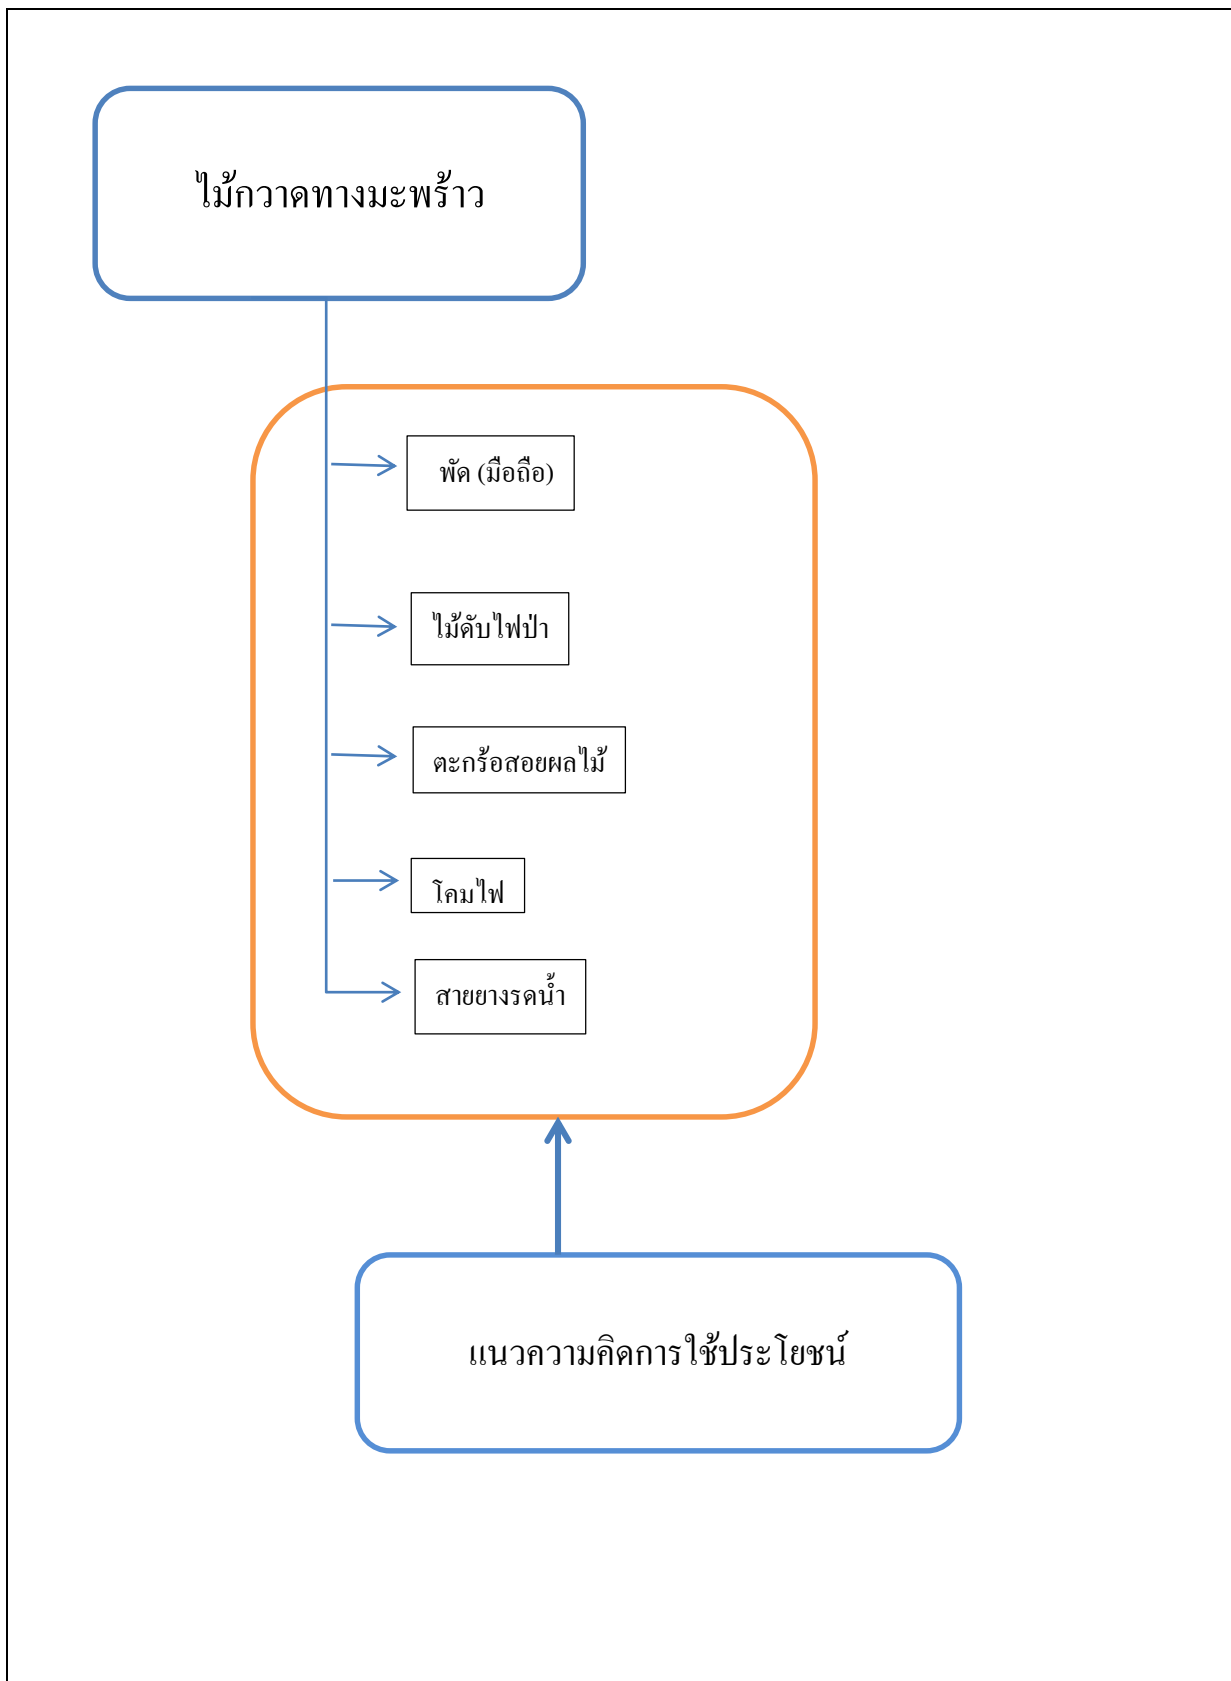 ไม้กวาดทางมะพร้าว
พัด (มือถือ)
ไม้ดับไฟป่า
ตะกร้อสอยผลไม้
โคมไฟ
สายยางรดน้ำ
แนวความคิดการใช้ประโยชน์